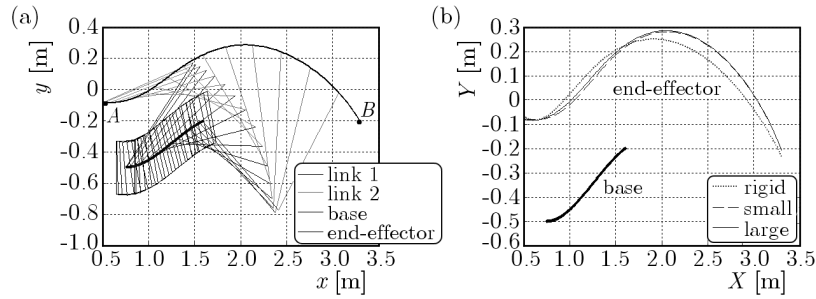 (a)
y [m]
0.4
0.2
0
-0.2
-0.4
-0.6
-0.8
-1.0
0.5 1.0 1.5 2.0 2.5 3.0 3.5
x [m]
A
B
link 1
link 2
base
end-effector
(b)
Y [m]
0.3
0.2
0.1
0
-0.1
-0.2
-0.3
-0.4
-0.5
-0.6
0.5 1.0 1.5 2.0 2.5 3.0 3.5
X [m]
end-effector
base
rigid
small
large